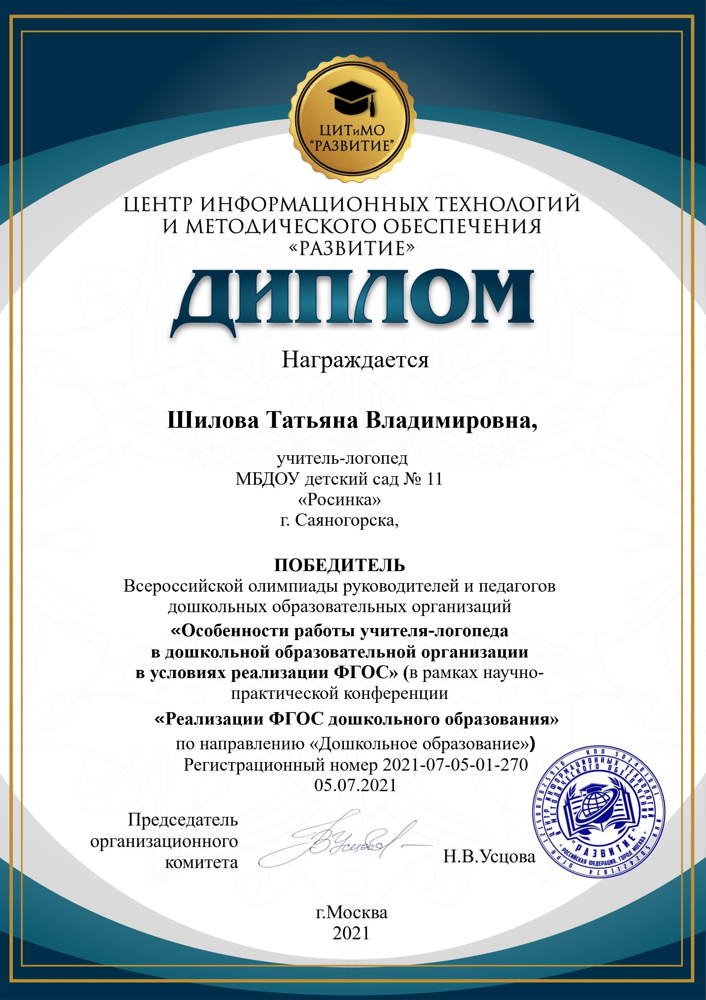 ЦИТиМО
“РАЗВИТИЕ”
ЦЕНТР ИНФОРМАЦИОННЫХ ТЕХНОЛОГИЙ
И МЕТОДИЧЕСКОГО ОБЕСПЕЧЕНИЯ
«РАЗВИТИЕ»
ДИПЛОМ
Награждается
Шилова Татьяна Владимировна,
учитель-логопед
МБДОУ детский сад № 11
«Росинка»
г. Саяногорска,
ПОБЕДИТЕЛЬ
Всероссийской олимпиады руководителей и педагогов
дошкольных образовательных организаций
«Особенности работы учителя-логопеда
в дошкольной образовательной организации
в условиях реализации ФГОС» (в рамках научно-
практической конференции
«Реализации ФГОС дошкольного образования»
по направлению «Дошкольное образование»)
Регистрационный номер 2021-07-05-01-270
05.07.2021
Председатель
организационного
комитета
Н.В.Усцова
ОГРН 1215000025910 КПП 502401001 ИНН 5024211874
ЦЕНТР ИНФОРМАЦИОННЫХ ТЕХНОЛОГИЙ
И МЕТОДИЧЕСКОГО ОБЕСПЕЧЕНИЯ
"РАЗВИТИЕ"
* РОССИЙСКАЯ ФЕДЕРАЦИЯ, ГОРОД МОСКВА *
г.Москва
2021